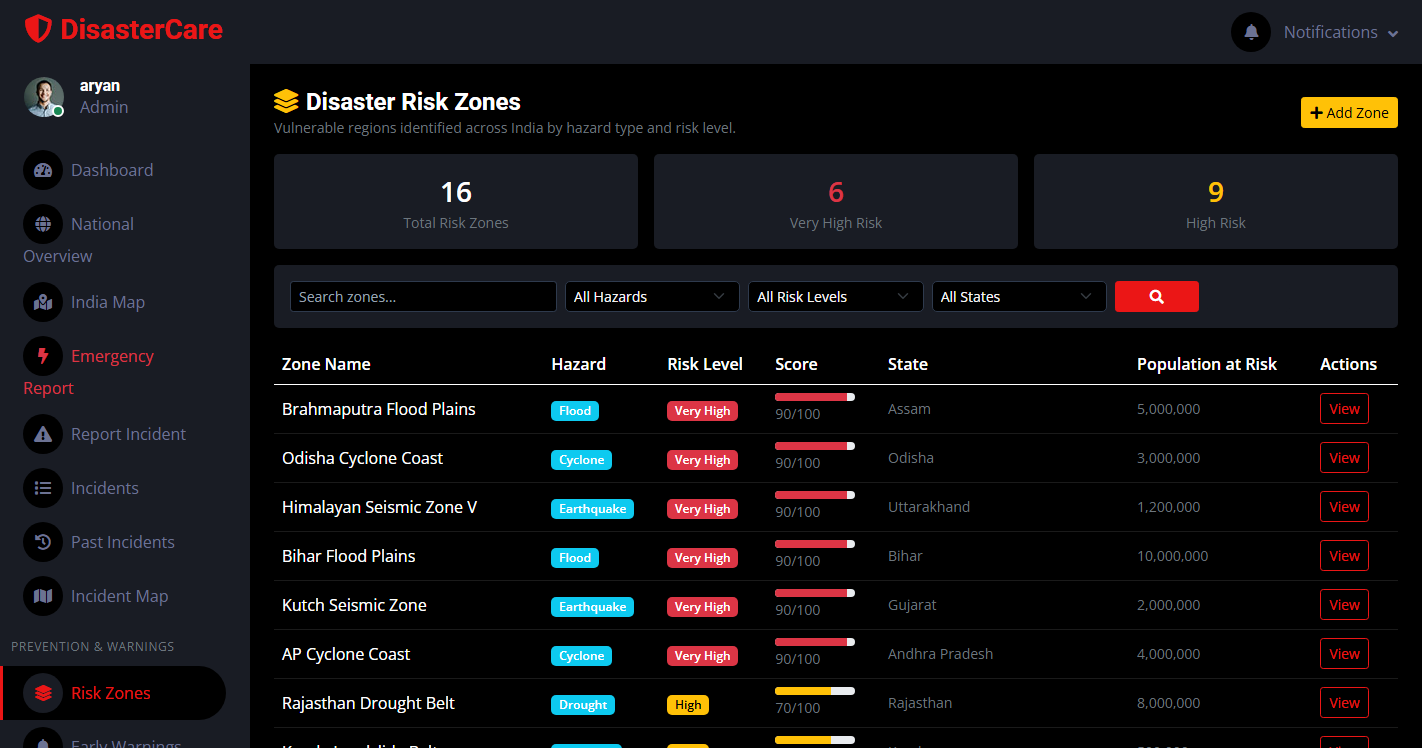 DisasterCare
Notifications
aryan
Admin
Dashboard
National
Overview
India Map
Emergency
Report
Report Incident
Incidents
Past Incidents
Incident Map
PREVENTION & WARNINGS
Risk Zones
Early Warnings
Disaster Risk Zones
Vulnerable regions identified across India by hazard type and risk level.
Add Zone
16
Total Risk Zones
6
Very High Risk
9
High Risk
Search zones...
All Hazards
All Risk Levels
All States
Zone Name Hazard Risk Level Score State Population at Risk Actions
Brahmaputra Flood Plains Flood Very High 90/100 Assam 5,000,000 View
Odisha Cyclone Coast Cyclone Very High 90/100 Odisha 3,000,000 View
Himalayan Seismic Zone V Earthquake Very High 90/100 Uttarakhand 1,200,000 View
Bihar Flood Plains Flood Very High 90/100 Bihar 10,000,000 View
Kutch Seismic Zone Earthquake Very High 90/100 Gujarat 2,000,000 View
AP Cyclone Coast Cyclone Very High 90/100 Andhra Pradesh 4,000,000 View
Rajasthan Drought Belt Drought High 70/100 Rajasthan 8,000,000 View